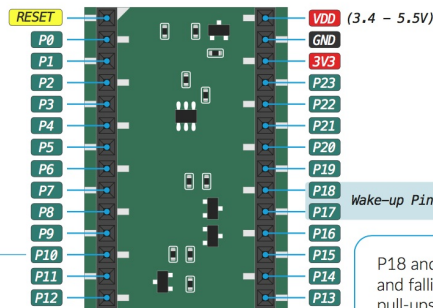 RESET
VDD (3.4 – 5.5V)
P0
GND
P1
3V3
P2
P23
P3
P22
P4
P21
P5
P20
P6
P19
P7
P18
Wake-up Pin
P8
P17
P9
P16
P10
P15
P11
P14
P12
P13
P18 and
and fallin
pull-ups